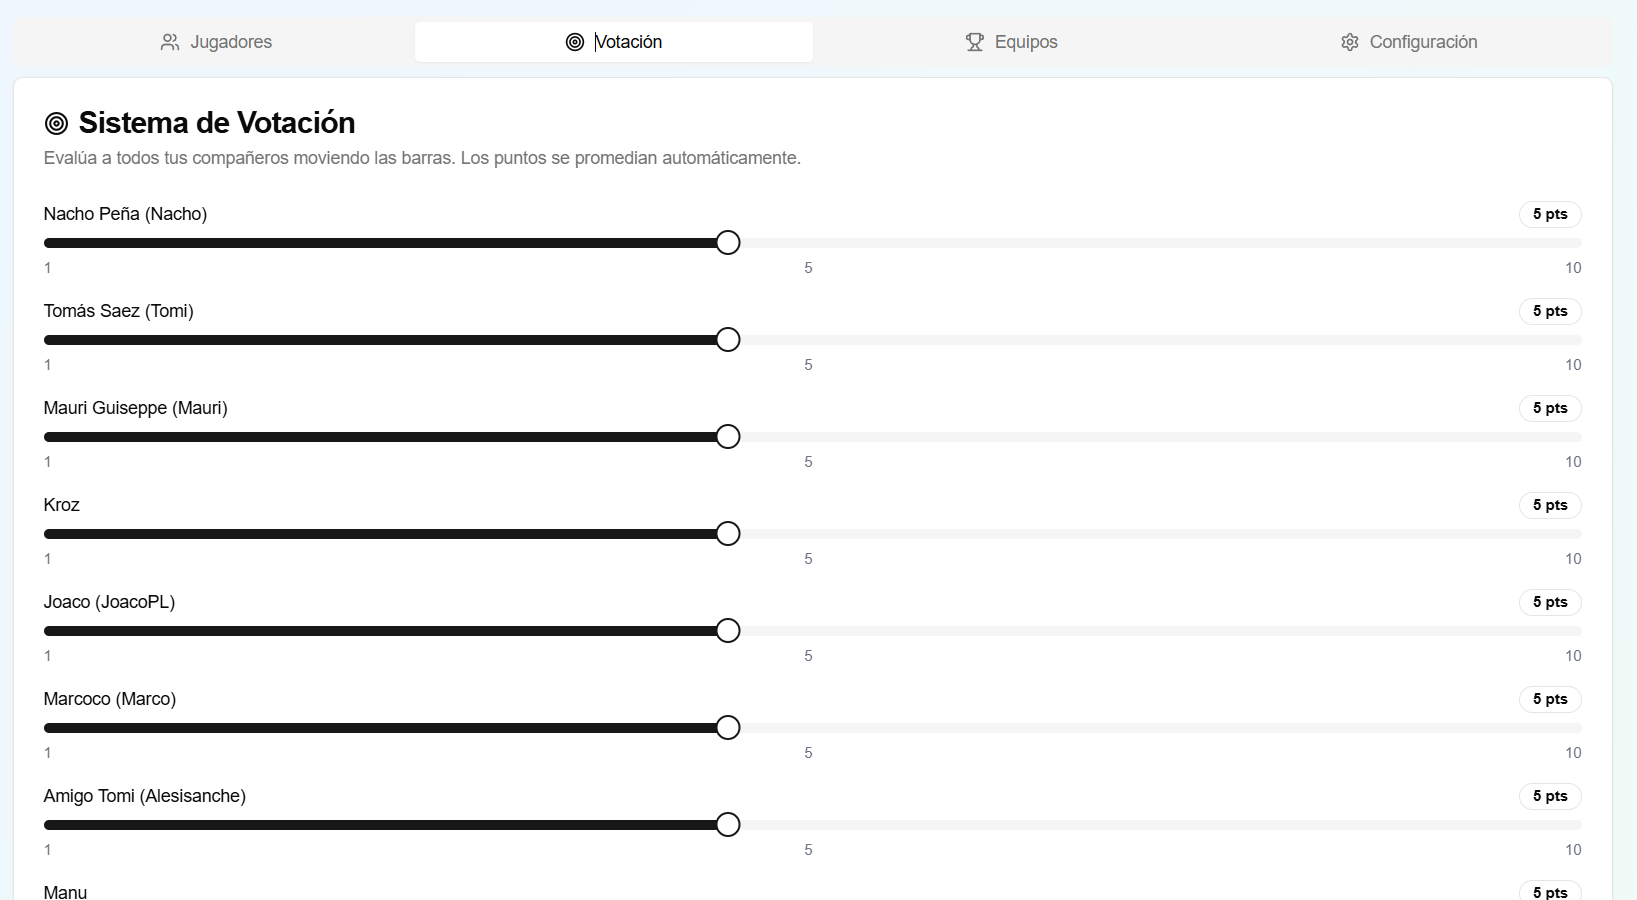 Jugadores Votación Equipos Configuración
Sistema de Votación
Evalúa a todos tus compañeros moviendo las barras. Los puntos se promedian automáticamente.
Nacho Peña (Nacho) 5 pts
1 5 10
Tomás Saez (Tomi) 5 pts
1 5 10
Mauri Guiseppe (Mauri) 5 pts
1 5 10
Kroz 5 pts
1 5 10
Joaco (JoacoPL) 5 pts
1 5 10
Marcoco (Marco) 5 pts
1 5 10
Amigo Tomi (Alesisanche) 5 pts
1 5 10
Manu 5 pts